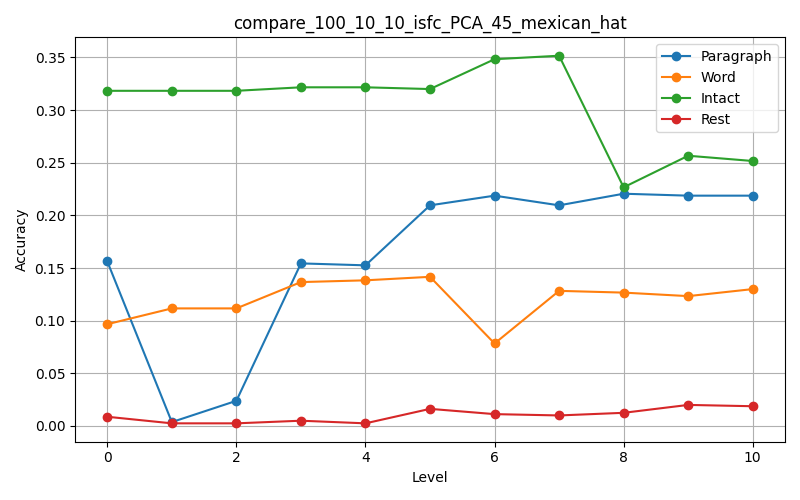 compare_100_10_10_isfc_PCA_45_mexican_hat
Accuracy
0.35
0.30
0.25
0.20
0.15
0.10
0.05
0.00
Paragraph
Word
Intact
Rest
0 2 4 6 8 10
Level